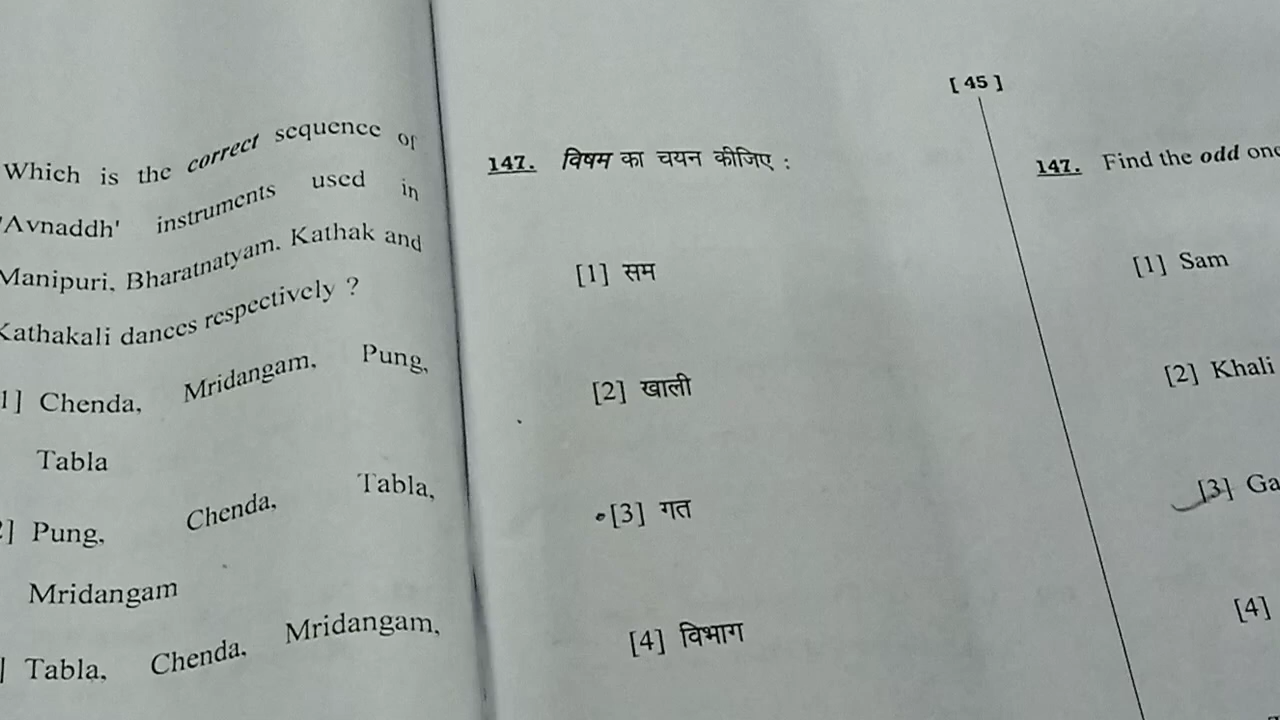 Which is the correct sequence of
'Avnaddh' instruments used in
Manipuri, Bharatnatyam, Kathak and
Kathakali dances respectively ?
1] Chenda, Mridangam, Pung,
Tabla
2] Pung, Chenda, Tabla,
Mridangam
] Tabla, Chenda, Mridangam,
147. विषम का चयन कीजिए :
[1] सम
[2] खाली
[3] गत
[4] विभाग
[ 45 ]
147. Find the odd one
[1] Sam
[2] Khali
[3] Ga
[4]